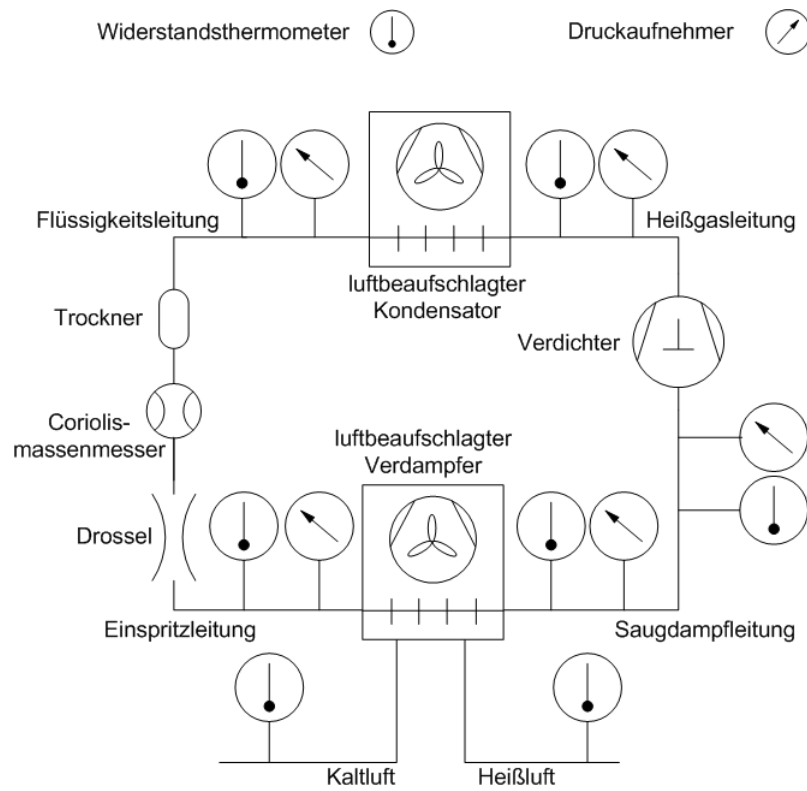 Widerstandsthermometer
Druckaufnehmer
Flüssigkeitsleitung
Heißgasleitung
luftbeaufschlagter
Kondensator
Trockner
Verdichter
Coriolis-
massenmesser
luftbeaufschlagter
Verdampfer
Drossel
Einspritzleitung
Saugdampfleitung
Kaltluft
Heißluft